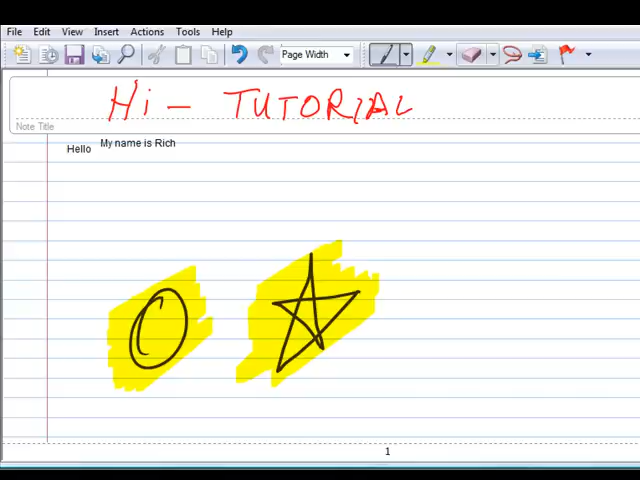 File Edit View Insert Actions Tools Help
Page Width
Hi - TUTORIAL
Note Title
Hello My name is Rich
1